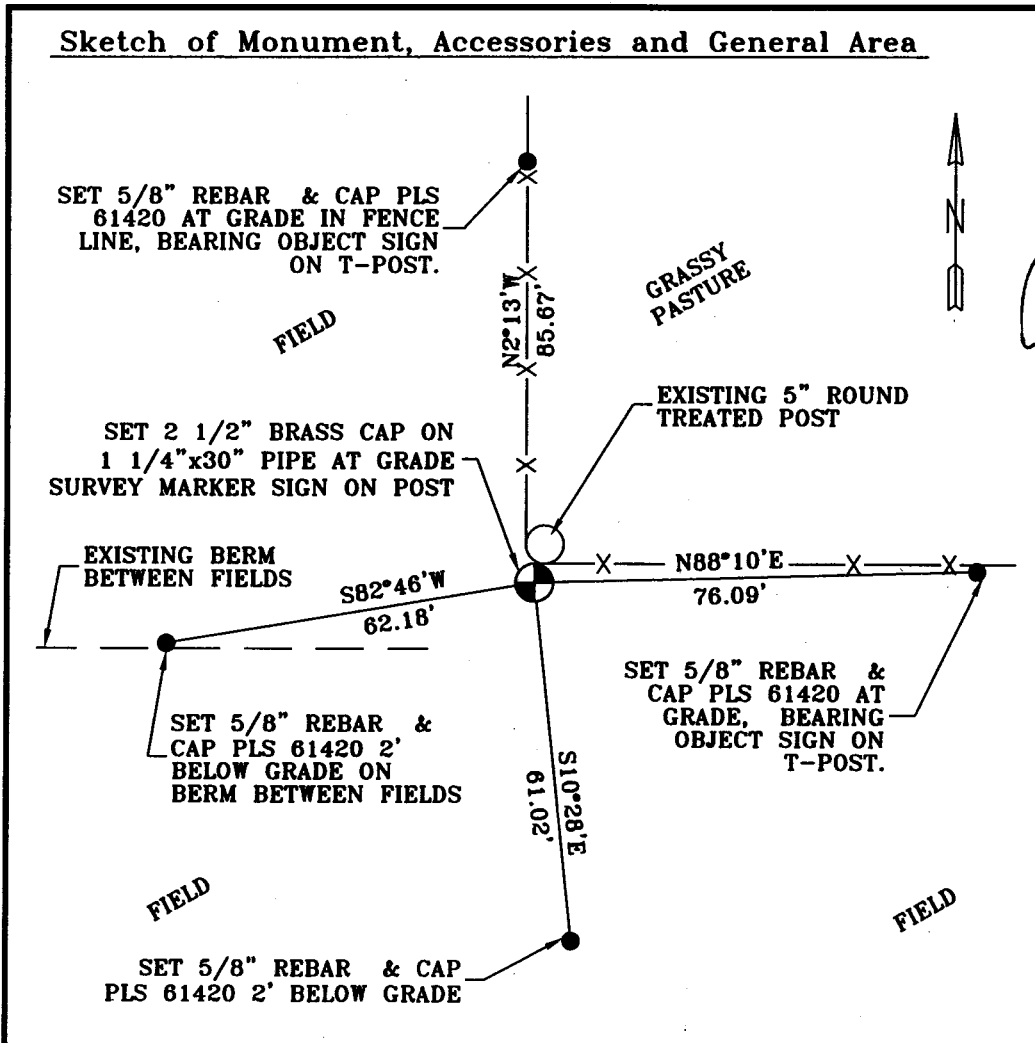 Sketch of Monument, Accessories and General Area
SET 5/8" REBAR & CAP PLS
61420 AT GRADE IN FENCE
LINE, BEARING OBJECT SIGN
ON T-POST.
N
GRASSY
PASTURE
FIELD
N2°13'W
85.67'
EXISTING 5" ROUND
TREATED POST
SET 2 1/2" BRASS CAP ON
1 1/4"x30" PIPE AT GRADE
SURVEY MARKER SIGN ON POST
EXISTING BERM
BETWEEN FIELDS
S82°46'W
62.18'
N88°10'E
76.09'
SET 5/8" REBAR &
CAP PLS 61420 AT
GRADE, BEARING
OBJECT SIGN ON
T-POST.
SET 5/8" REBAR &
CAP PLS 61420 2'
BELOW GRADE ON
BERM BETWEEN FIELDS
S10°28'E
61.02'
FIELD
FIELD
SET 5/8" REBAR & CAP
PLS 61420 2' BELOW GRADE